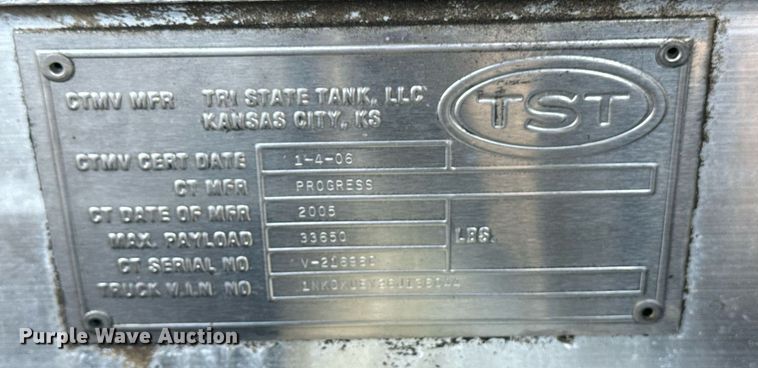 CTMV MFR TRI STATE TANK, LLC
KANSAS CITY, KS
TST
CTMV CERT DATE 1-4-06
CT MFR PROGRESS
CT DATE OF MFR 2005
MAX. PAYLOAD 33650 LBS.
CT SERIAL NO.
TRUCK V.I.N. NO.
Purple Wave Auction